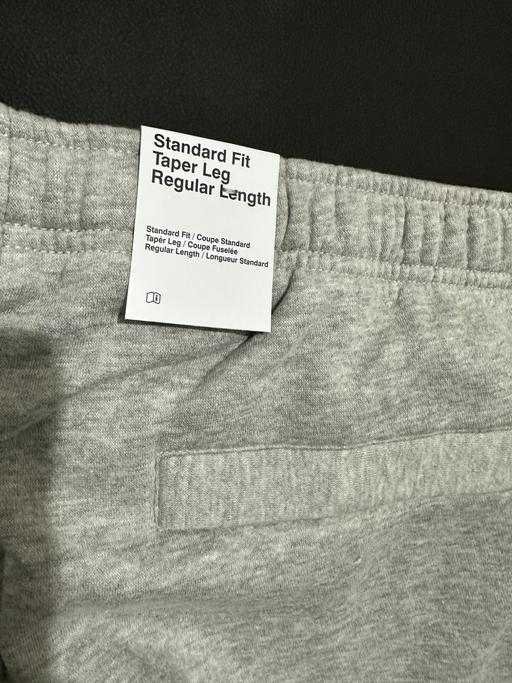 Standard Fit
Taper Leg
Regular Length
Standard Fit / Coupe Standard
Taper Leg / Coupe Fuselée
Regular Length / Longueur Standard